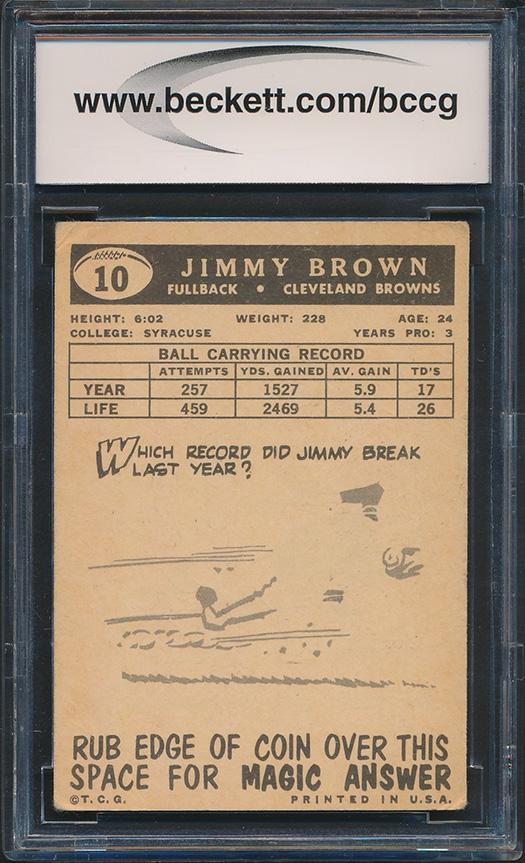 www.beckett.com/bccg
10
JIMMY BROWN
FULLBACK • CLEVELAND BROWNS
HEIGHT: 6:02 WEIGHT: 228 AGE: 24
COLLEGE: SYRACUSE YEARS PRO: 3
BALL CARRYING RECORD
ATTEMPTS YDS. GAINED AV. GAIN TD'S
YEAR 257 1527 5.9 17
LIFE 459 2469 5.4 26
WHICH RECORD DID JIMMY BREAK
LAST YEAR?
RUB EDGE OF COIN OVER THIS
SPACE FOR MAGIC ANSWER
©T.C.G. PRINTED IN U.S.A.